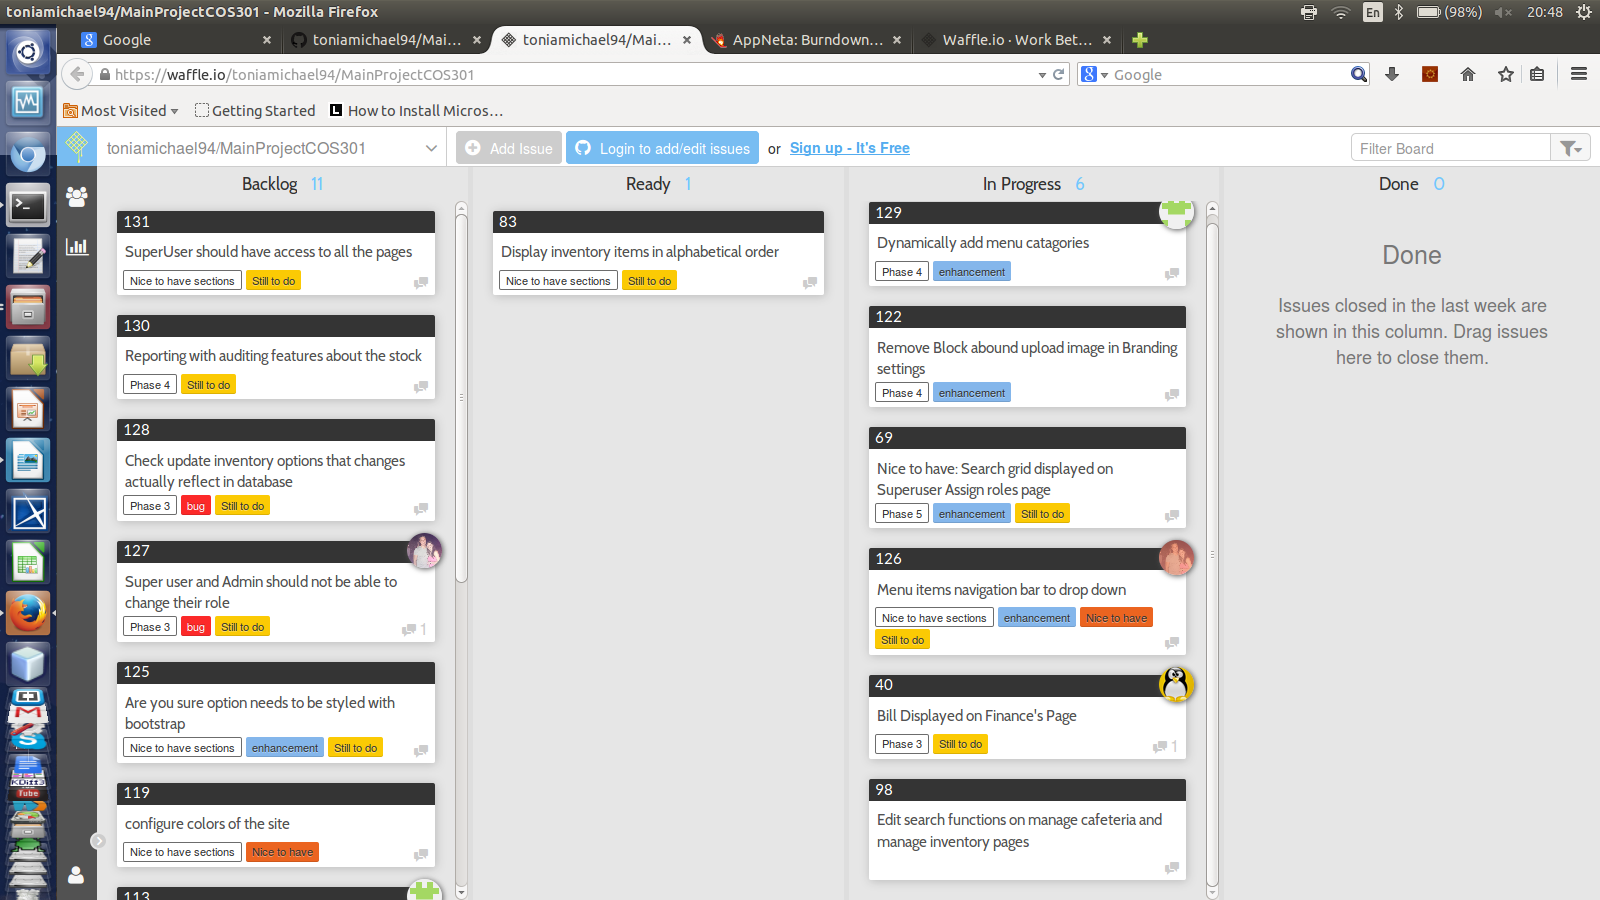 toniamichael94/MainProjectCOS301 - Mozilla Firefox
En (98%) 20:48
Google
toniamichael94/Mai...
toniamichael94/Mai...
AppNeta: Burndown...
Waffle.io · Work Bet...
https://waffle.io/toniamichael94/MainProjectCOS301
Google
Most Visited
Getting Started
How to Install Micros...
toniamichael94/MainProjectCOS301
Add Issue
Login to add/edit issues
or
Sign up - It's Free
Filter Board
Backlog 11
131
SuperUser should have access to all the pages
Nice to have sections
Still to do
130
Reporting with auditing features about the stock
Phase 4
Still to do
128
Check update inventory options that changes
actually reflect in database
Phase 3
bug
Still to do
127
Super user and Admin should not be able to
change their role
Phase 3
bug
Still to do
1
125
Are you sure option needs to be styled with
bootstrap
Nice to have sections
enhancement
Still to do
119
configure colors of the site
Nice to have sections
Nice to have
113
Ready 1
83
Display inventory items in alphabetical order
Nice to have sections
Still to do
In Progress 6
129
Dynamically add menu catagories
Phase 4
enhancement
122
Remove Block abound upload image in Branding
settings
Phase 4
enhancement
69
Nice to have: Search grid displayed on
Superuser Assign roles page
Phase 5
enhancement
Still to do
126
Menu items navigation bar to drop down
Nice to have sections
enhancement
Nice to have
Still to do
40
Bill Displayed on Finance's Page
Phase 3
Still to do
1
98
Edit search functions on manage cafeteria and
manage inventory pages
Done 0
Done
Issues closed in the last week are
shown in this column. Drag issues
here to close them.
KDiff3
Tube